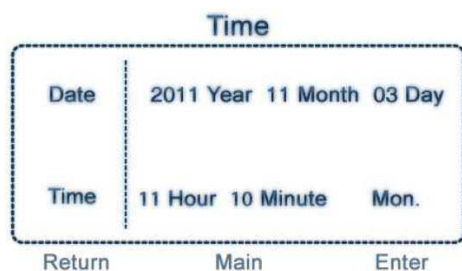 Time
Date 2011 Year 11 Month 03 Day
Time 11 Hour 10 Minute Mon.
Return Main Enter